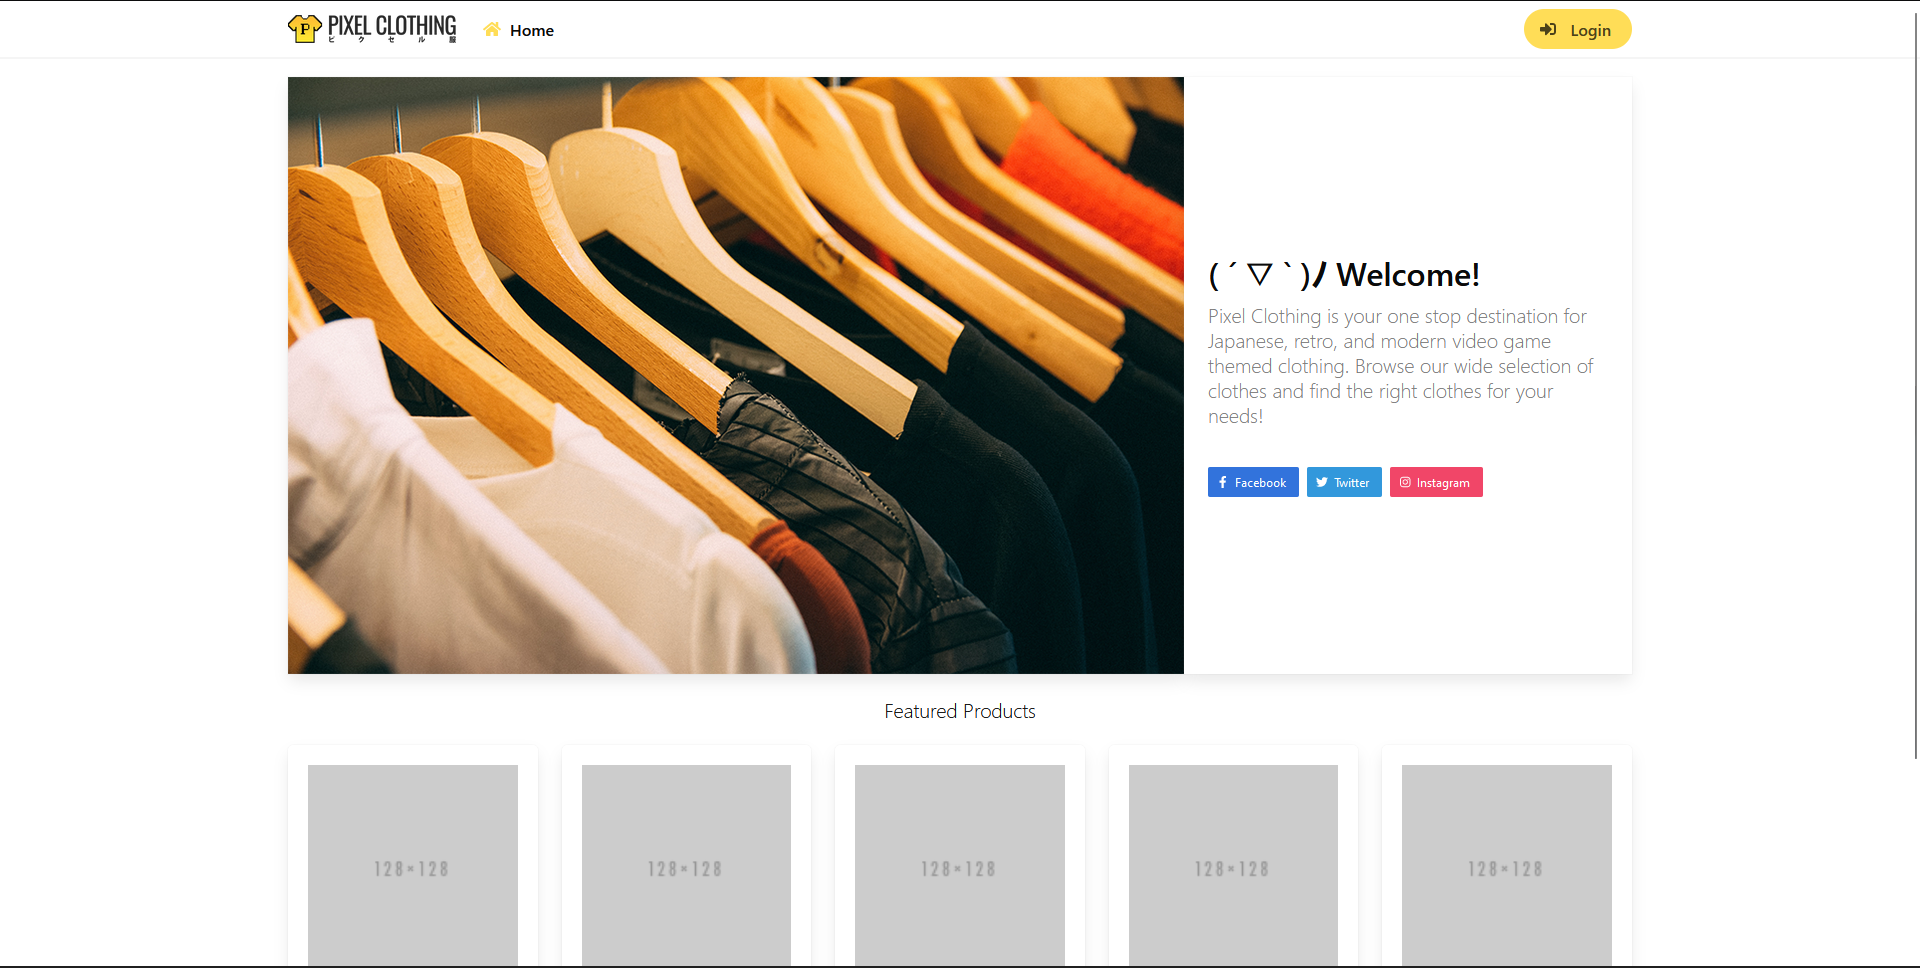 P PIXEL CLOTHING
ピクセル服
Home
Login
( ´ ▽ ` )ﾉ Welcome!
Pixel Clothing is your one stop destination for
Japanese, retro, and modern video game
themed clothing. Browse our wide selection of
clothes and find the right clothes for your
needs!
Facebook Twitter Instagram
Featured Products
128×128 128×128 128×128 128×128 128×128